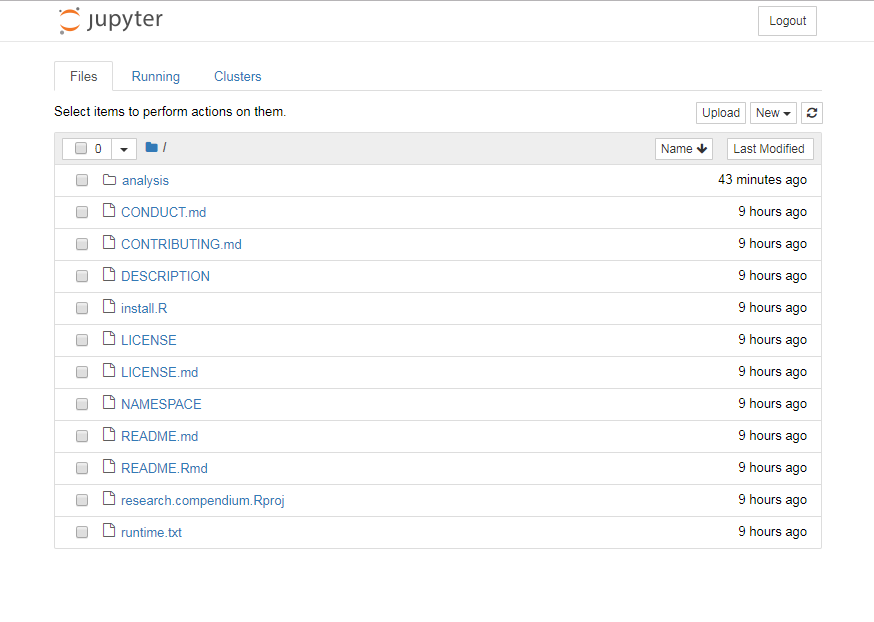 jupyter
Logout
Files Running Clusters
Select items to perform actions on them.
Upload New
0 / Name Last Modified
analysis 43 minutes ago
CONDUCT.md 9 hours ago
CONTRIBUTING.md 9 hours ago
DESCRIPTION 9 hours ago
install.R 9 hours ago
LICENSE 9 hours ago
LICENSE.md 9 hours ago
NAMESPACE 9 hours ago
README.md 9 hours ago
README.Rmd 9 hours ago
research.compendium.Rproj 9 hours ago
runtime.txt 9 hours ago